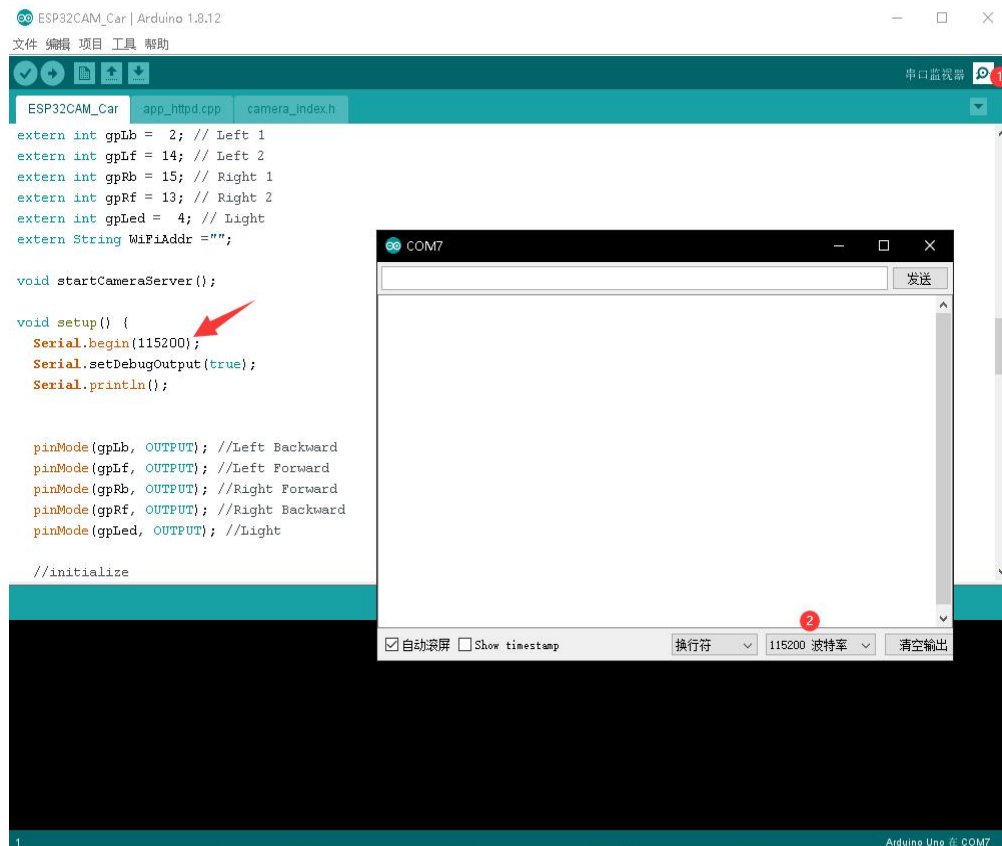 ESP32CAM_Car | Arduino 1.8.12
文件 编辑 项目 工具 帮助
串口监视器
1
ESP32CAM_Car app_httpd.cpp camera_index.h
extern int gpLb =  2; // Left 1
extern int gpLf = 14; // Left 2
extern int gpRb = 15; // Right 1
extern int gpRf = 13; // Right 2
extern int gpLed =  4; // Light
extern String WiFiAddr ="";
void startCameraServer();
void setup() {
Serial.begin(115200);
Serial.setDebugOutput(true);
Serial.println();
pinMode(gpLb, OUTPUT); //Left Backward
pinMode(gpLf, OUTPUT); //Left Forward
pinMode(gpRb, OUTPUT); //Right Forward
pinMode(gpRf, OUTPUT); //Right Backward
pinMode(gpLed, OUTPUT); //Light
//initialize
COM7
发送
2
自动滚屏 Show timestamp 换行符 115200 波特率 清空输出
1 Arduino Uno 在 COM7